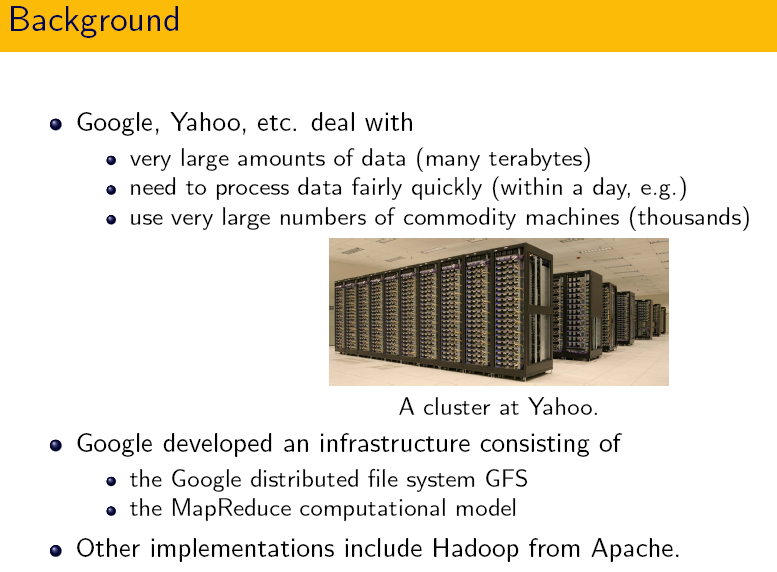 Background
Google, Yahoo, etc. deal with
very large amounts of data (many terabytes)
need to process data fairly quickly (within a day, e.g.)
use very large numbers of commodity machines (thousands)
A cluster at Yahoo.
Google developed an infrastructure consisting of
the Google distributed file system GFS
the MapReduce computational model
Other implementations include Hadoop from Apache.